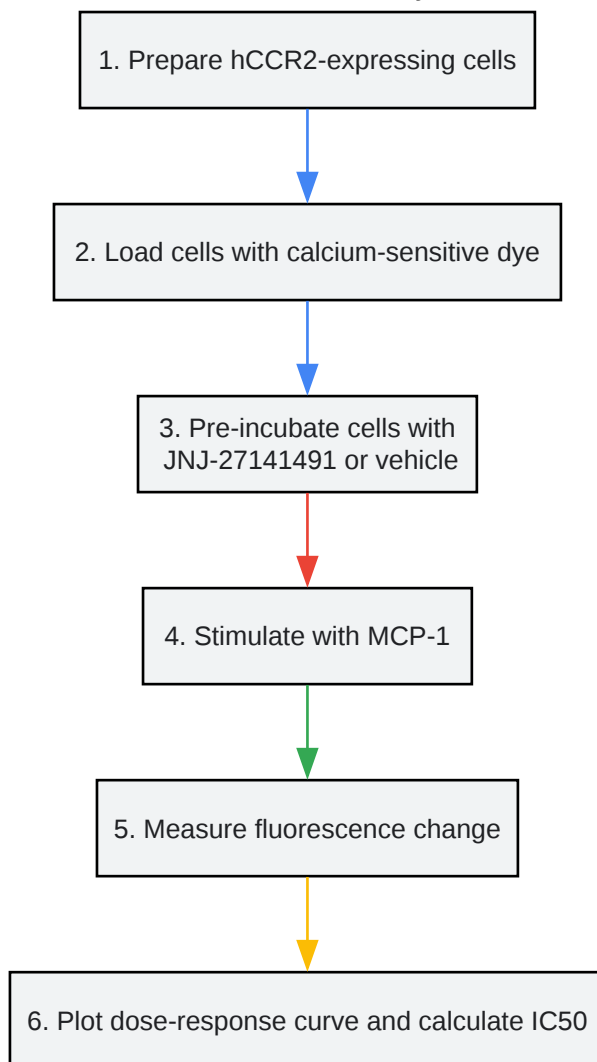 1. Prepare hCCR2-expressing cells
2. Load cells with calcium-sensitive dye
3. Pre-incubate cells with
JNJ-27141491 or vehicle
4. Stimulate with MCP-1
5. Measure fluorescence change
6. Plot dose-response curve and calculate IC50